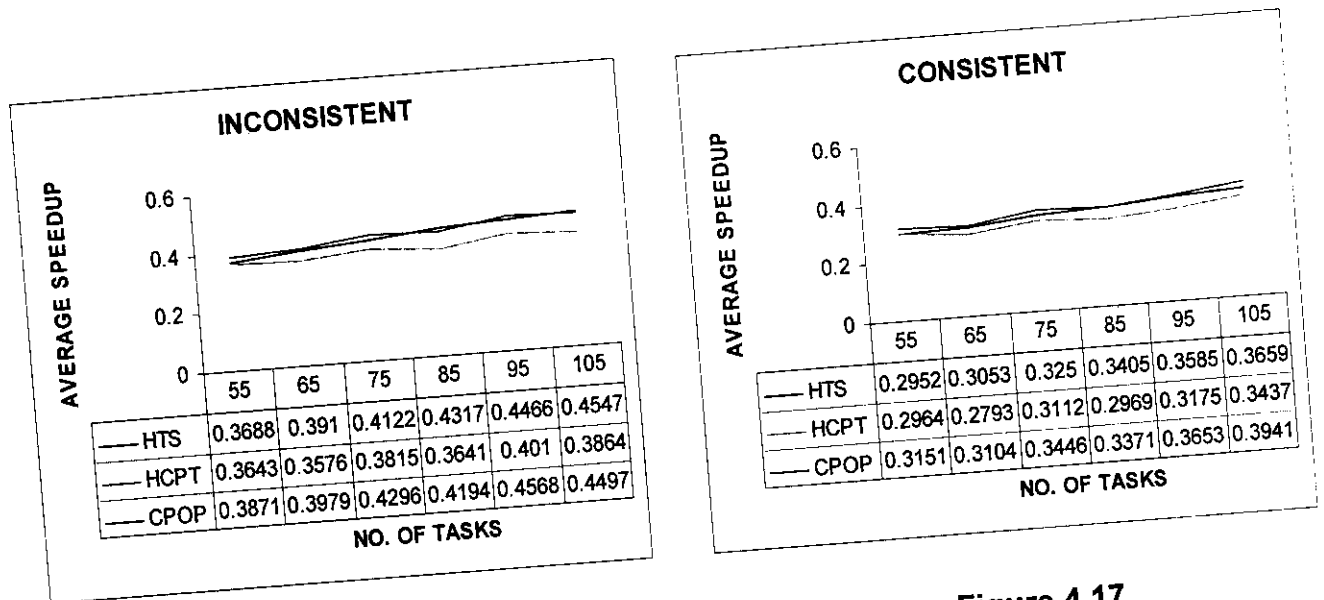 INCONSISTENT
AVERAGE SPEEDUP
0.6
0.4
0.2
0
55 65 75 85 95 105
HTS 0.3688 0.391 0.4122 0.4317 0.4466 0.4547
HCPT 0.3643 0.3576 0.3815 0.3641 0.401 0.3864
CPOP 0.3871 0.3979 0.4296 0.4194 0.4568 0.4497
NO. OF TASKS
CONSISTENT
AVERAGE SPEEDUP
0.6
0.4
0.2
0
55 65 75 85 95 105
HTS 0.2952 0.3053 0.325 0.3405 0.3585 0.3659
HCPT 0.2964 0.2793 0.3112 0.2969 0.3175 0.3437
CPOP 0.3151 0.3104 0.3446 0.3371 0.3653 0.3941
NO. OF TASKS
Figure 4.17